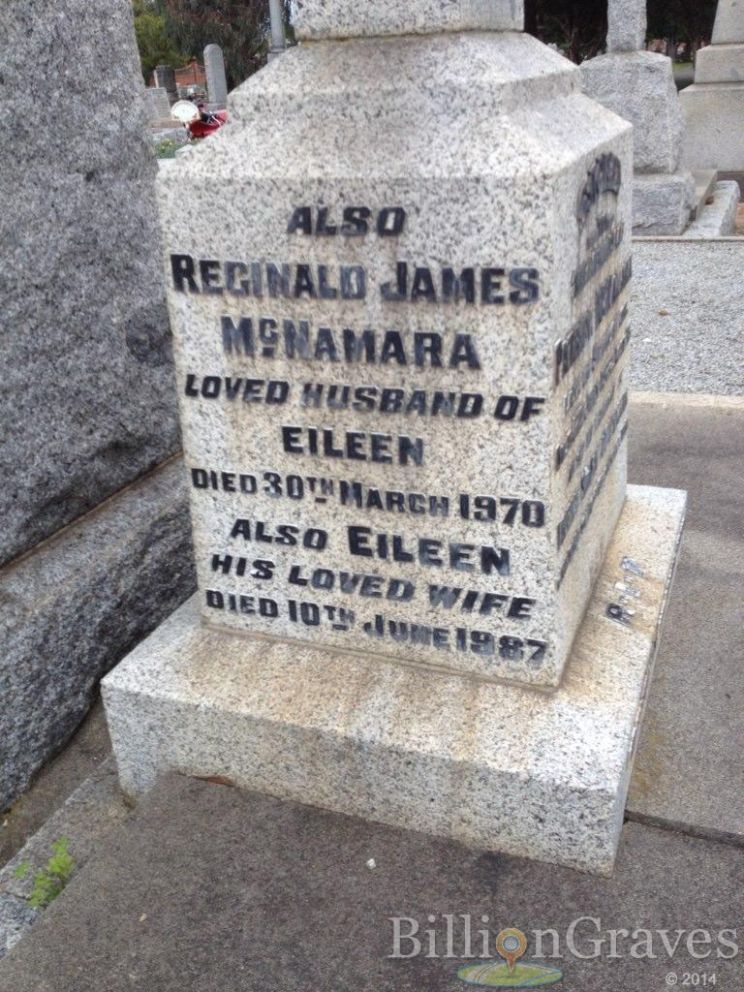 ALSO
REGINALD JAMES
McNAMARA
LOVED HUSBAND OF
EILEEN
DIED 30TH MARCH 1970
ALSO EILEEN
HIS LOVED WIFE
DIED 10TH JUNE 1987
R.I.P
BillionGraves
© 2014